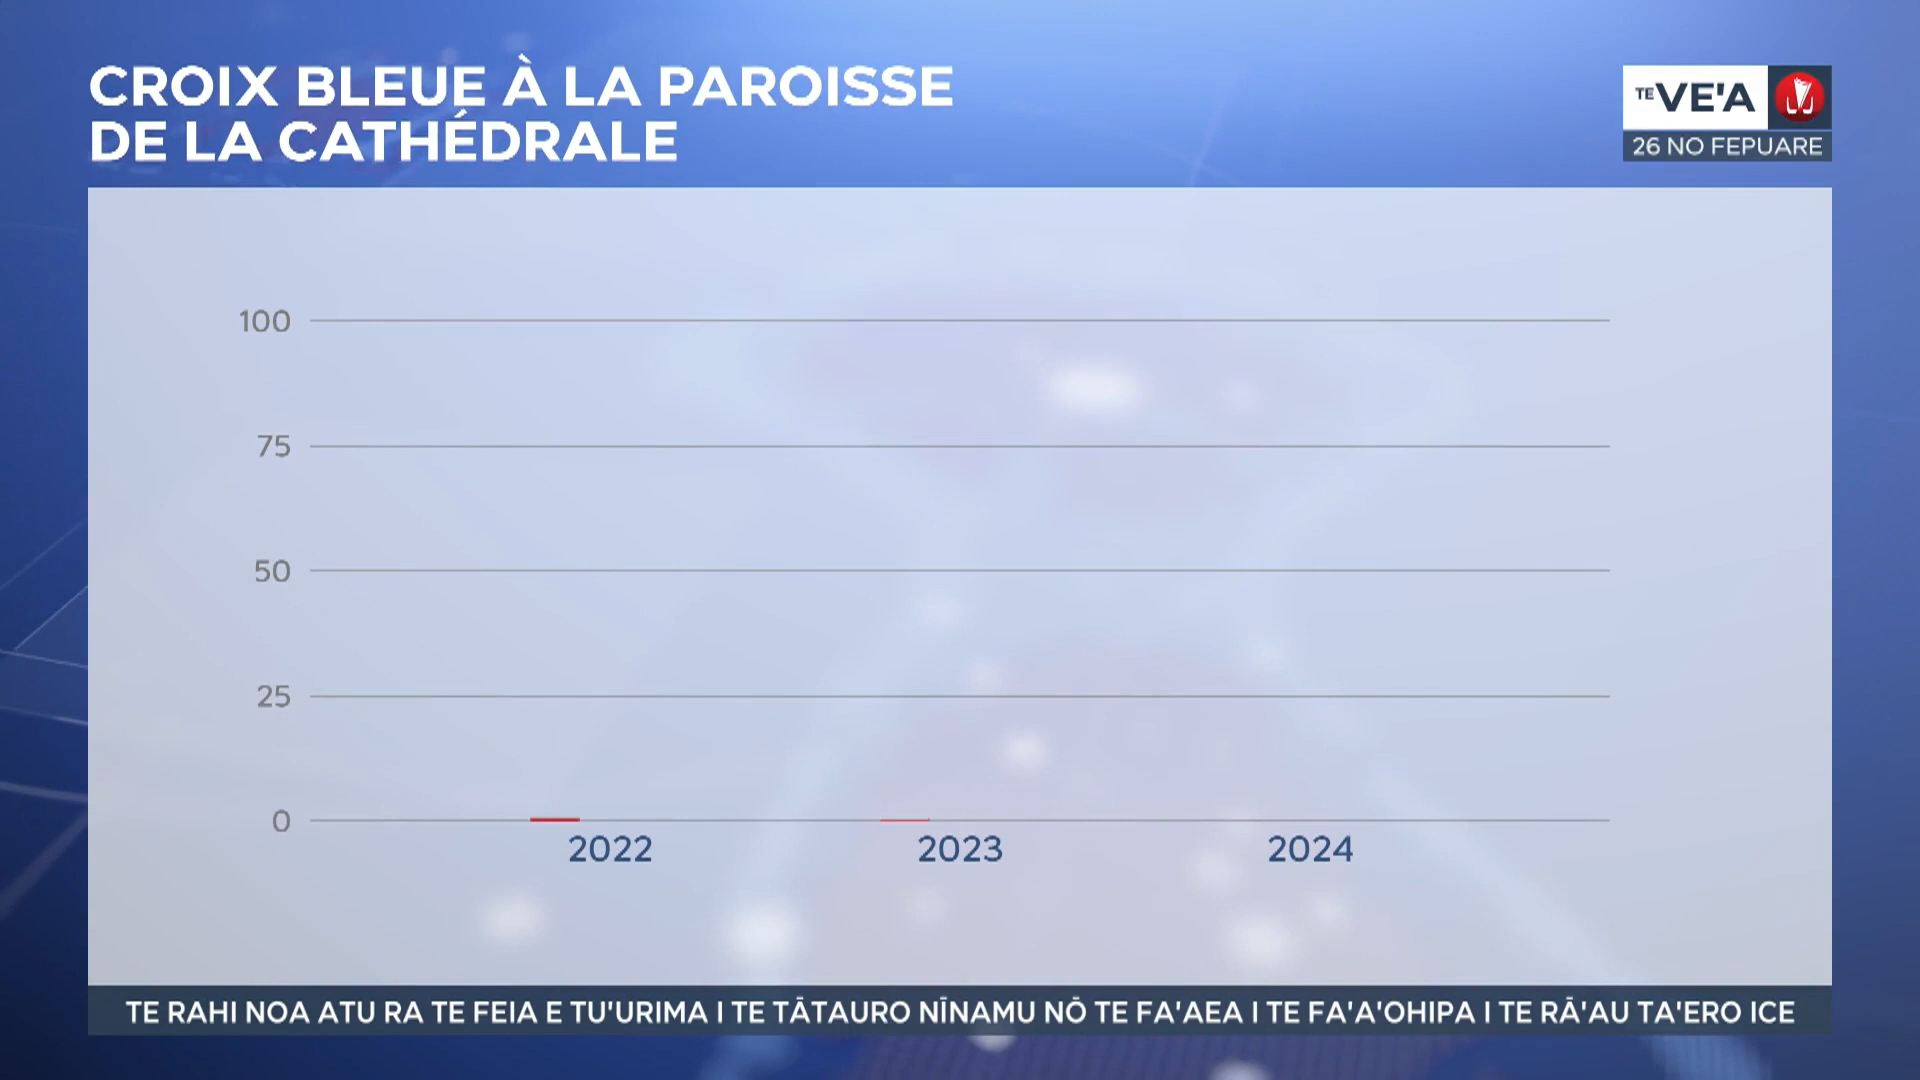 CROIX BLEUE À LA PAROISSE
DE LA CATHÉDRALE
TE VE'A
26 NO FEPUARE
100
75
50
25
0
2022 2023 2024
TE RAHI NOA ATU RA TE FEIA E TU'URIMA I TE TĀTAURO NĪNAMU NŌ TE FA'AEA I TE FA'A'OHIPA I TE RĀ'AU TA'ERO ICE